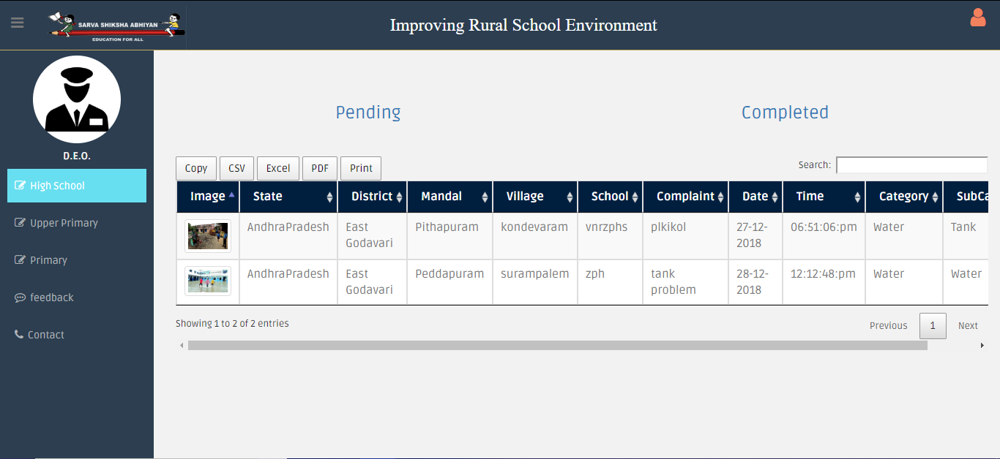 SARVA SHIKSHA ABHIYAN
EDUCATION FOR ALL
Improving Rural School Environment
D.E.O.
High School
Upper Primary
Primary
feedback
Contact
Pending
Completed
Copy CSV Excel PDF Print
Search:
Image State District Mandal Village School Complaint Date Time Category SubCa
AndhraPradesh East Pithapuram kondevaram vnrzphs plkikol 27-12- 06:51:06:pm Water Tank
Godavari 2018
AndhraPradesh East Peddapuram surampalem zph tank 28-12- 12:12:48:pm Water Water
Godavari problem 2018
Showing 1 to 2 of 2 entries
Previous 1 Next